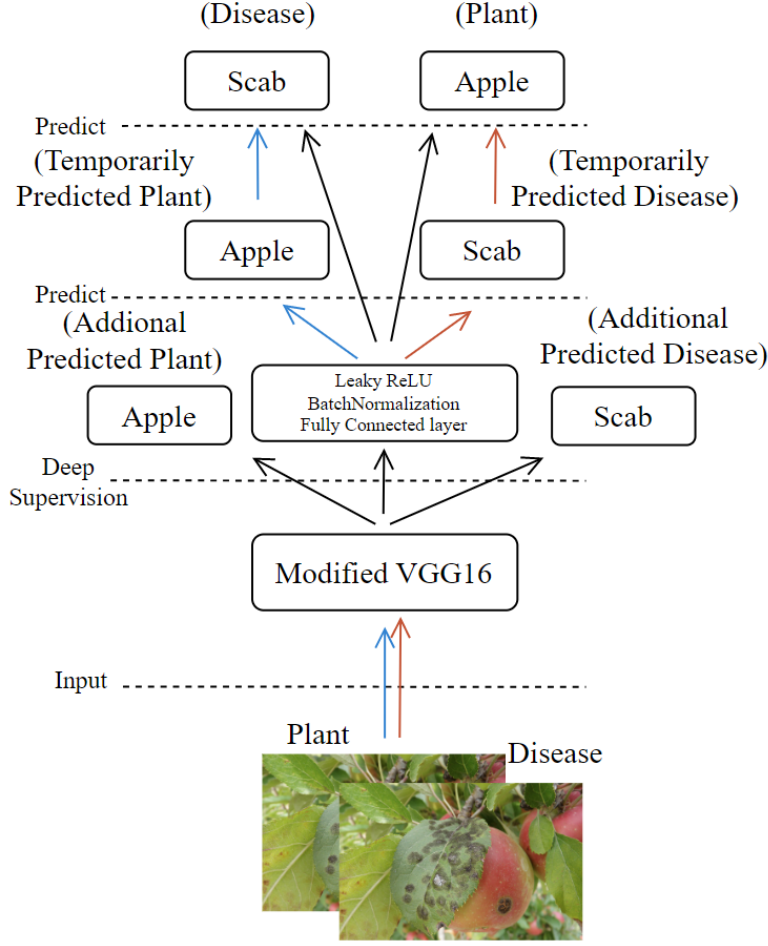 (Disease)
(Plant)
Scab
Apple
Predict
(Temporarily
Predicted Plant)
(Temporarily
Predicted Disease)
Apple
Scab
Predict
(Addional
Predicted Plant)
(Additional
Predicted Disease)
Leaky ReLU
BatchNormalization
Fully Connected layer
Apple
Scab
Deep
Supervision
Modified VGG16
Input
Plant
Disease